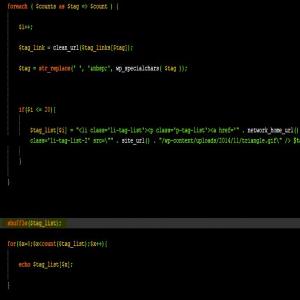 foreach ( $counts as $tag => $count ) {
$i++;
$tag_link = clean_url($tag_links[$tag]);
$tag = str_replace(' ', '&nbsp;', wp_specialchars( $tag ));
if($i <= 20){
$tag_list[$i] = "<li class='li-tag-list'><p class='p-tag-list'><a href='" . network_home_url()
class='li-tag-list-2' src=\"" . site_url() . "/wp-content/uploads/2014/11/triangle.gif\" /> $t
}
}
shuffle($tag_list);
for($x=0;$x<count($tag_list);$x++){
echo $tag_list[$x];
}